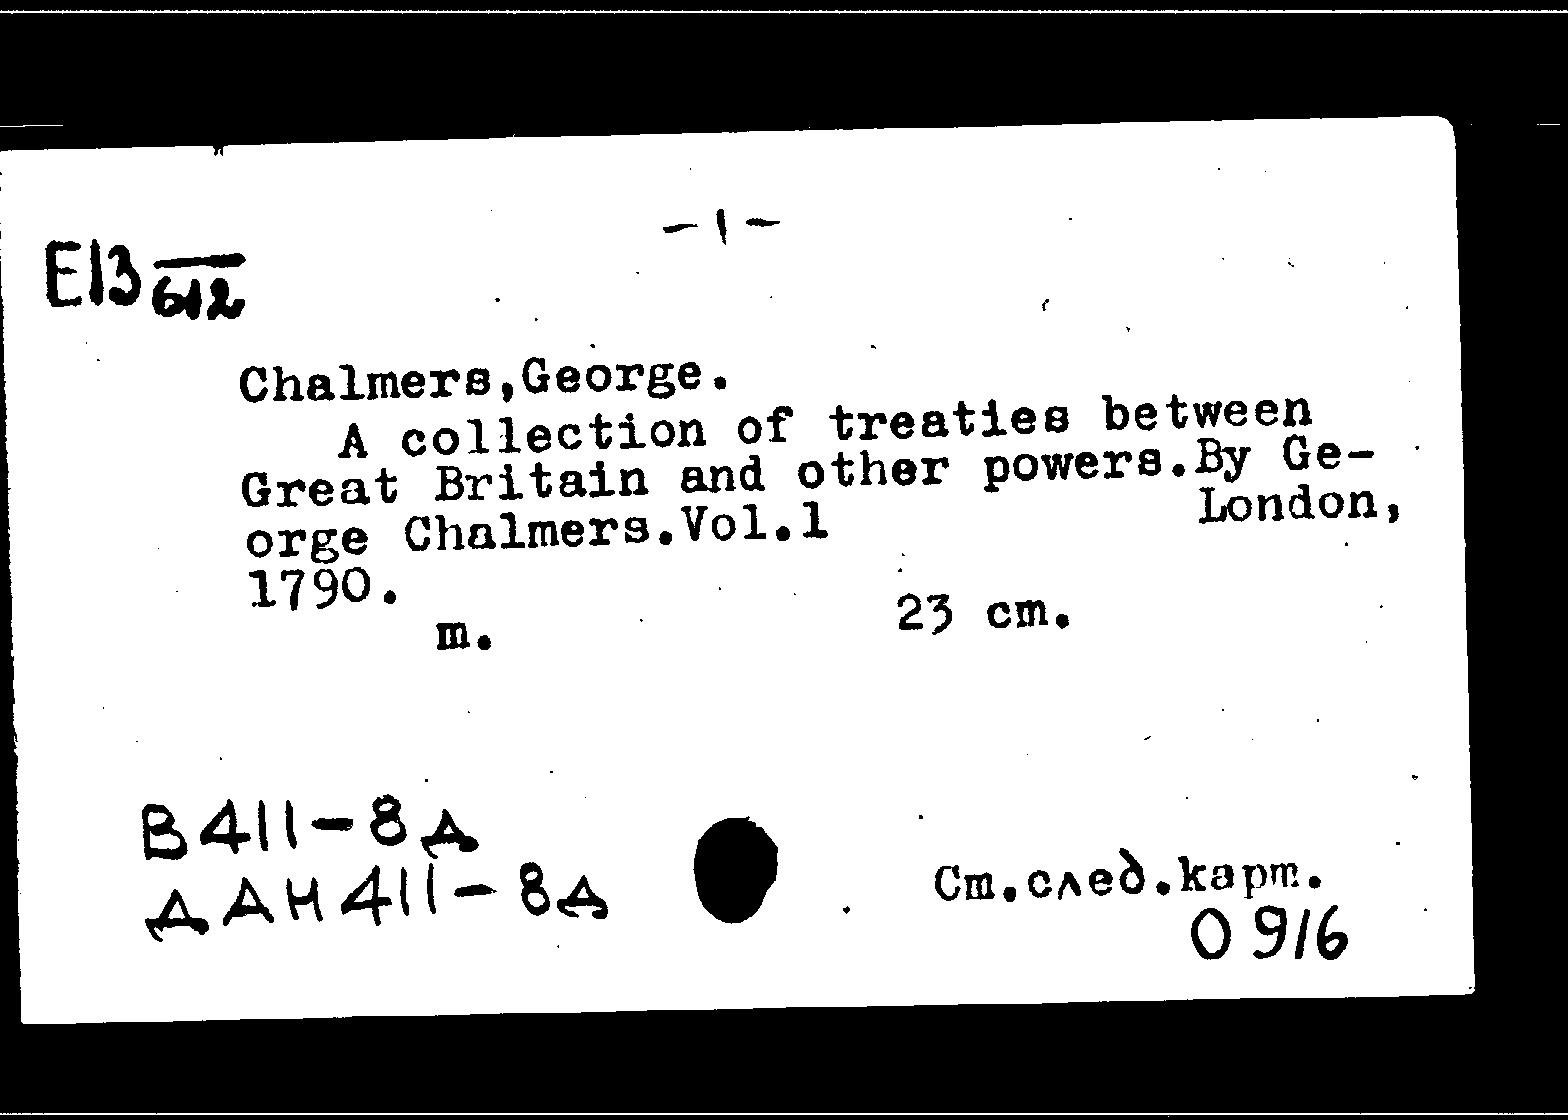 -1-
E13 612
Chalmers,George.
A collection of treaties between
Great Britain and other powers.By Ge-
orge Chalmers.Vol.1 London,
1790.
m. 23 cm.
B411-8д
ДАН411-8д
Cm.след.карт.
0916